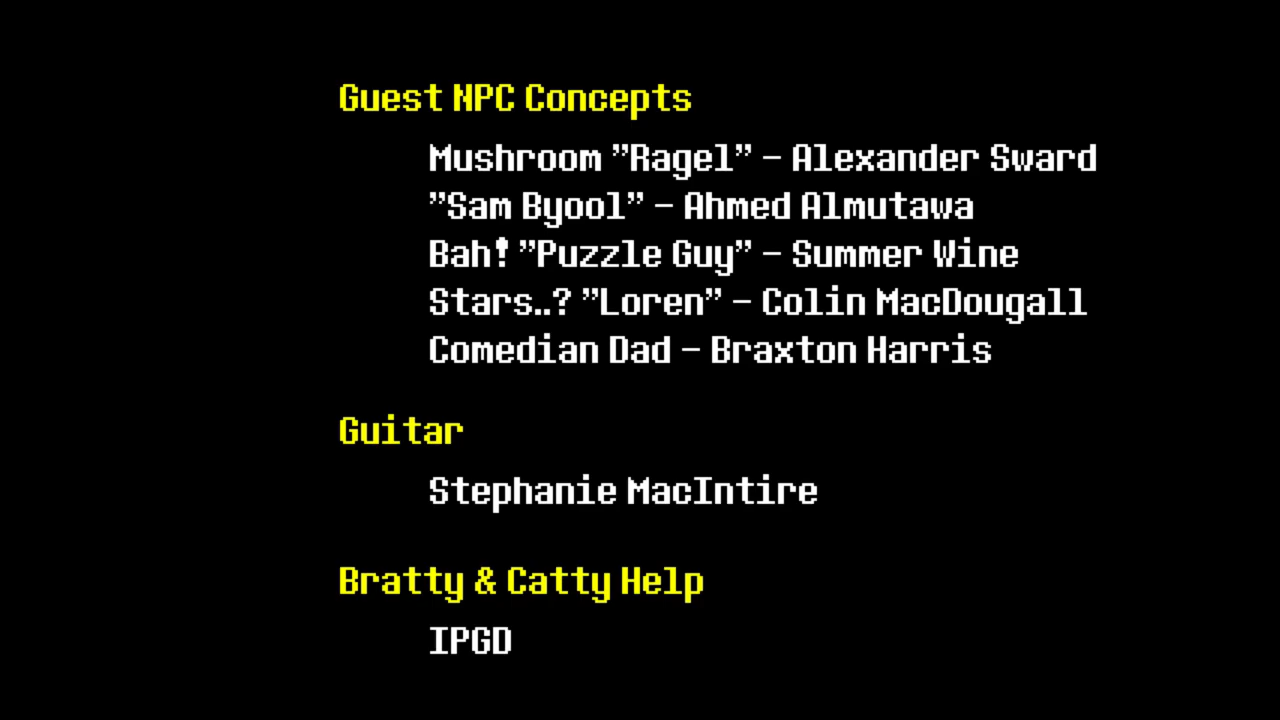 Guest NPC Concepts
Mushroom ”Ragel” - Alexander Sward
”Sam Byool” - Ahmed Almutawa
Bah! ”Puzzle Guy” - Summer Wine
Stars..? ”Loren” - Colin MacDougall
Comedian Dad - Braxton Harris
Guitar
Stephanie MacIntire
Bratty & Catty Help
IPGD